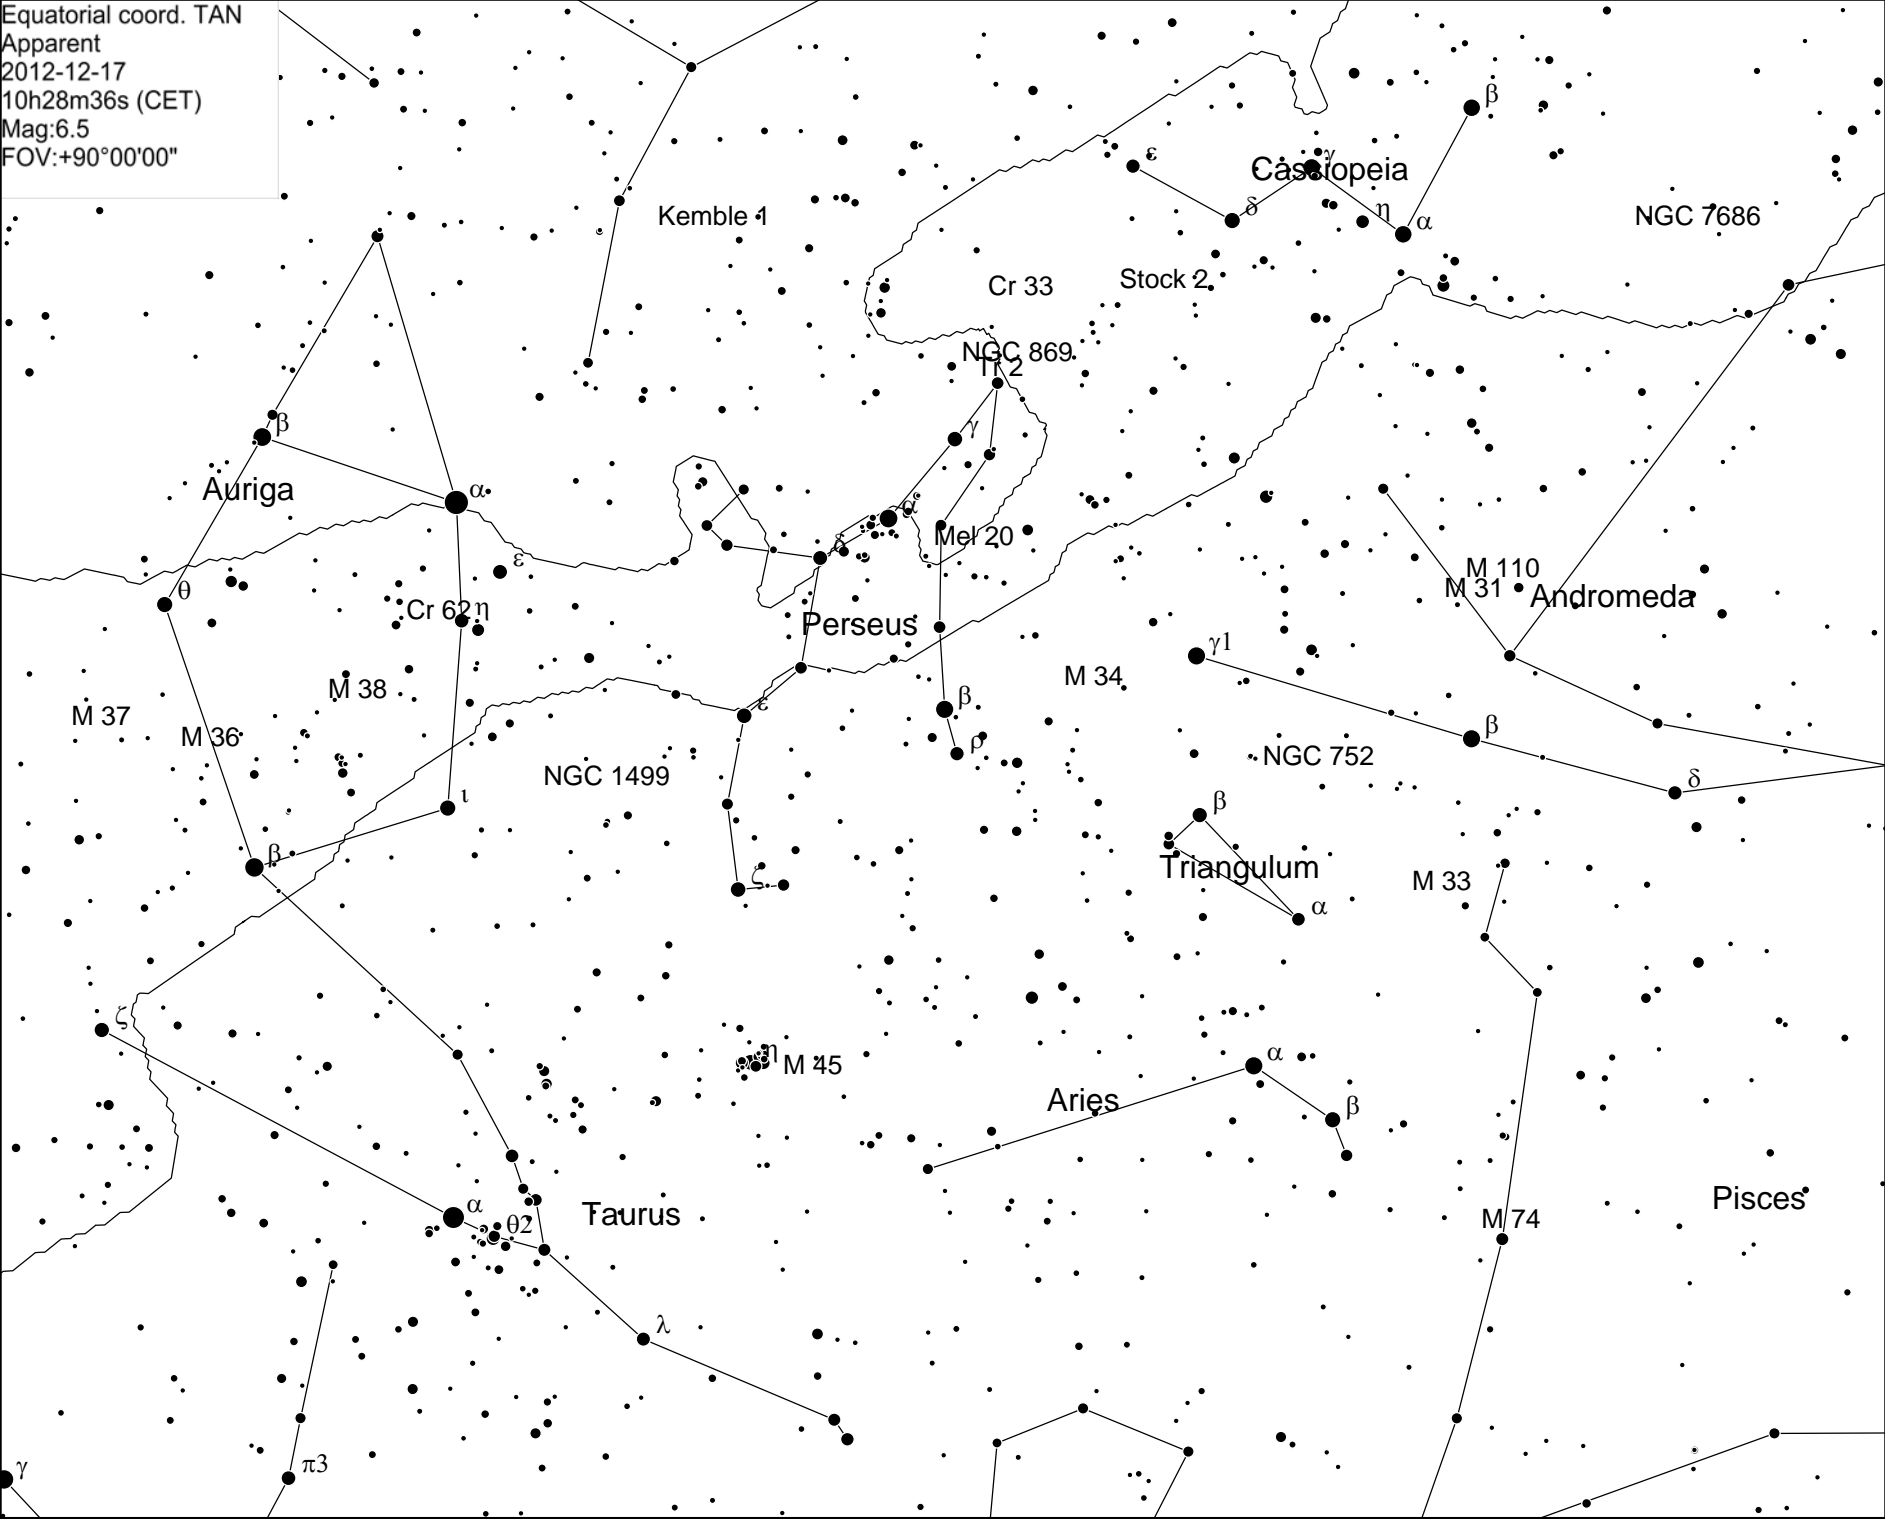 Equatorial coord. TAN
Apparent
2012-12-17
10h28m36s (CET)
Mag:6.5
FOV:+90°00'00"
β
ε
γ
Cassiopeia
δ
η
α
Kemble 1
NGC 7686
Stock 2
Cr 33
NGC 869
Tr 2
β
γ
Auriga
α
α
Mel 20
δ
ε
M 110
M 31
Andromeda
θ
Cr 62
η
Perseus
γ1
M 34
M 38
ε
β
M 37
M 36
ρ
β
NGC 752
NGC 1499
δ
ι
β
β
Triangulum
ζ
M 33
α
ζ
η
M 45
α
Aries
β
α
Taurus
θ2
Pisces
M 74
λ
π3
γ